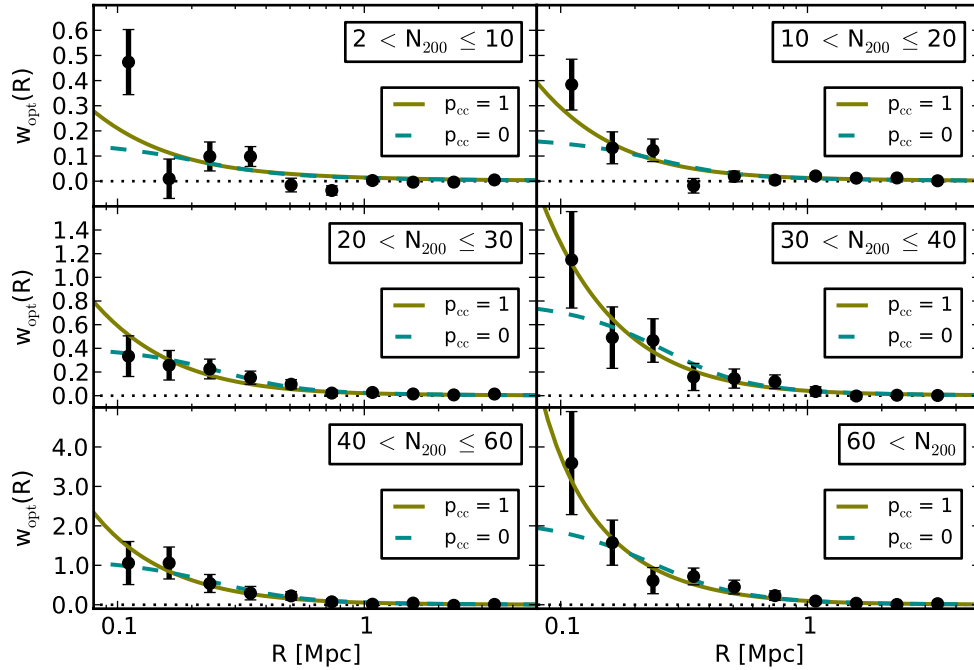 0.6
0.5
0.4
0.3
0.2
0.1
0.0
w_opt(R)
2 < N_200 ≤ 10
p_cc = 1
p_cc = 0
10 < N_200 ≤ 20
p_cc = 1
p_cc = 0
1.4
1.2
1.0
0.8
0.6
0.4
0.2
0.0
w_opt(R)
20 < N_200 ≤ 30
p_cc = 1
p_cc = 0
30 < N_200 ≤ 40
p_cc = 1
p_cc = 0
4.0
3.0
2.0
1.0
0.0
w_opt(R)
40 < N_200 ≤ 60
p_cc = 1
p_cc = 0
60 < N_200
p_cc = 1
p_cc = 0
0.1 1 0.1 1
R [Mpc] R [Mpc]